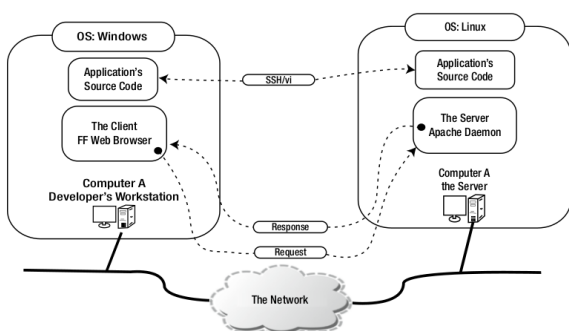 OS: Windows
Application's
Source Code
The Client
FF Web Browser
Computer A
Developer's Workstation
SSH/vi
Response
Request
The Network
OS: Linux
Application's
Source Code
The Server
Apache Daemon
Computer A
the Server